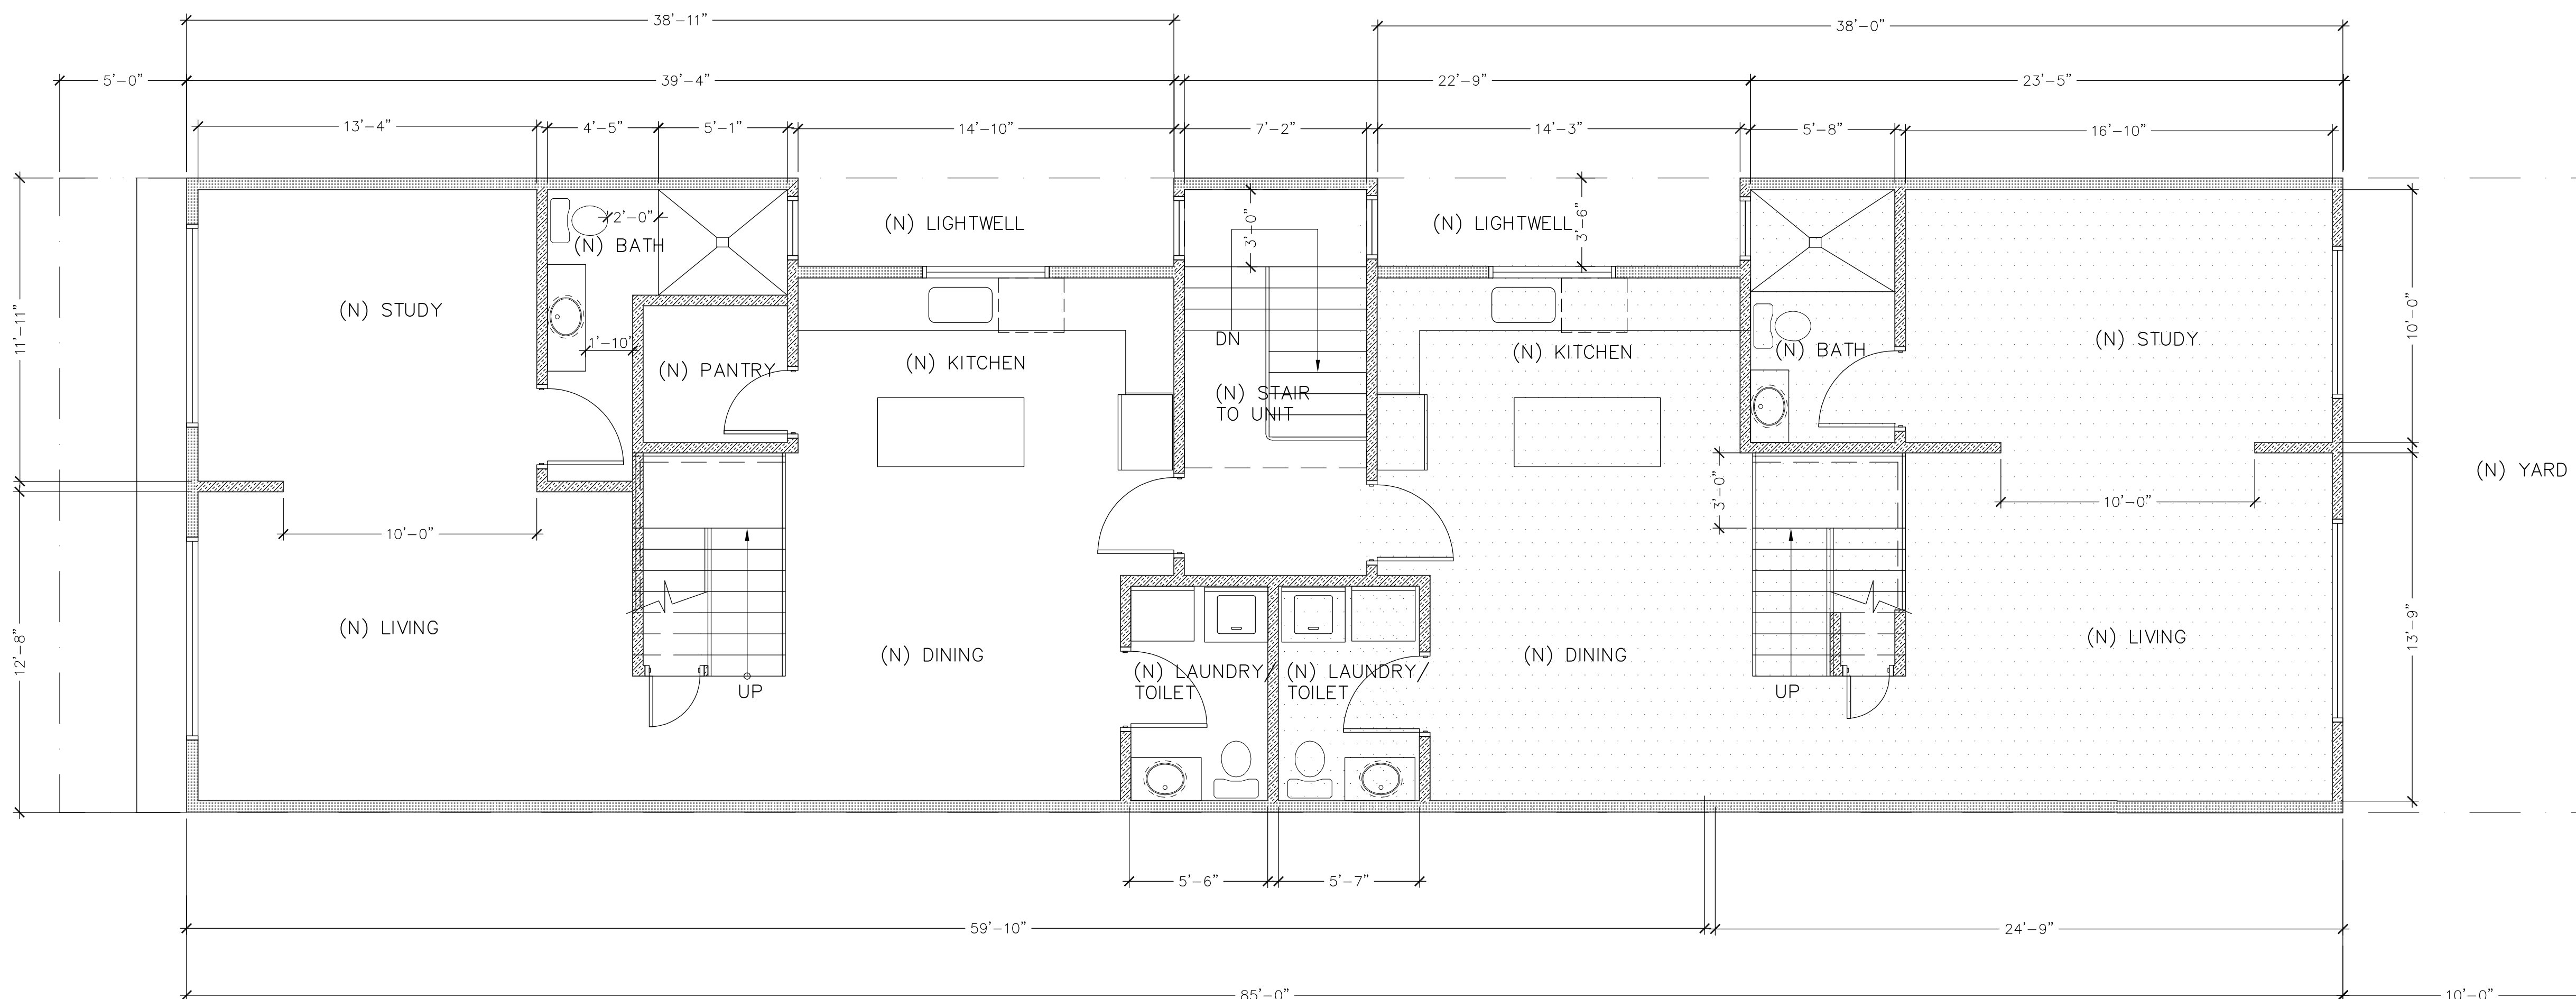 38'-11"
38'-0"
5'-0"
39'-4"
22'-9"
23'-5"
13'-4"
4'-5"
5'-1"
14'-10"
7'-2"
14'-3"
5'-8"
16'-10"
2'-0"
(N) BATH
(N) LIGHTWELL
3'-0"
(N) LIGHTWELL
3'-6"
(N) STUDY
11'-11"
1'-10"
(N) PANTRY
(N) KITCHEN
DN
(N) STAIR
TO UNIT
(N) KITCHEN
(N) BATH
(N) STUDY
10'-0"
(N) YARD
10'-0"
3'-0"
10'-0"
12'-8"
(N) LIVING
UP
(N) DINING
(N) LAUNDRY/
TOILET
(N) LAUNDRY/
TOILET
(N) DINING
UP
(N) LIVING
13'-9"
5'-6"
5'-7"
59'-10"
24'-9"
85'-0"
10'-0"